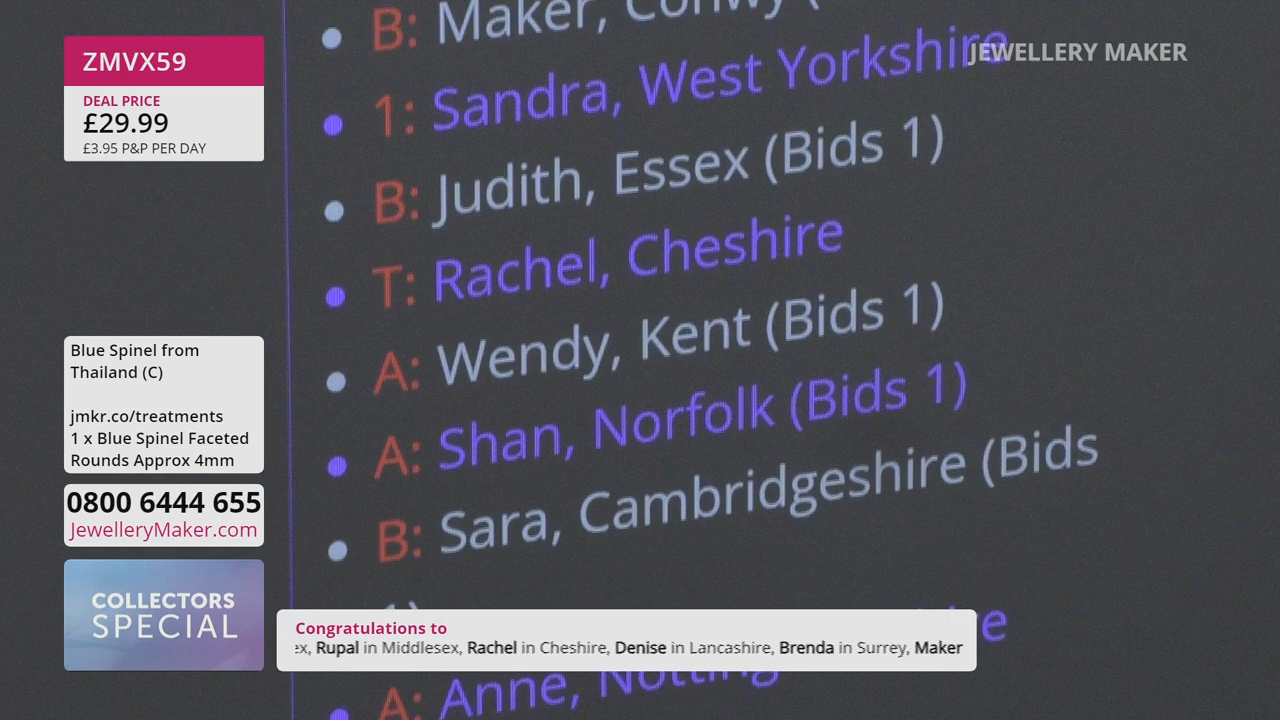 B: Maker, Conwy (
1: Sandra, West Yorkshire
B: Judith, Essex (Bids 1)
T: Rachel, Cheshire
A: Wendy, Kent (Bids 1)
A: Shan, Norfolk (Bids 1)
B: Sara, Cambridgeshire (Bids
1)
A: Anne,
JEWELLERY MAKER
ZMVX59
DEAL PRICE
£29.99
£3.95 P&P PER DAY
Blue Spinel from
Thailand (C)
jmkr.co/treatments
1 x Blue Spinel Faceted
Rounds Approx 4mm
0800 6444 655
JewelleryMaker.com
COLLECTORS
SPECIAL
Congratulations to
ex, Rupal in Middlesex, Rachel in Cheshire, Denise in Lancashire, Brenda in Surrey, Maker